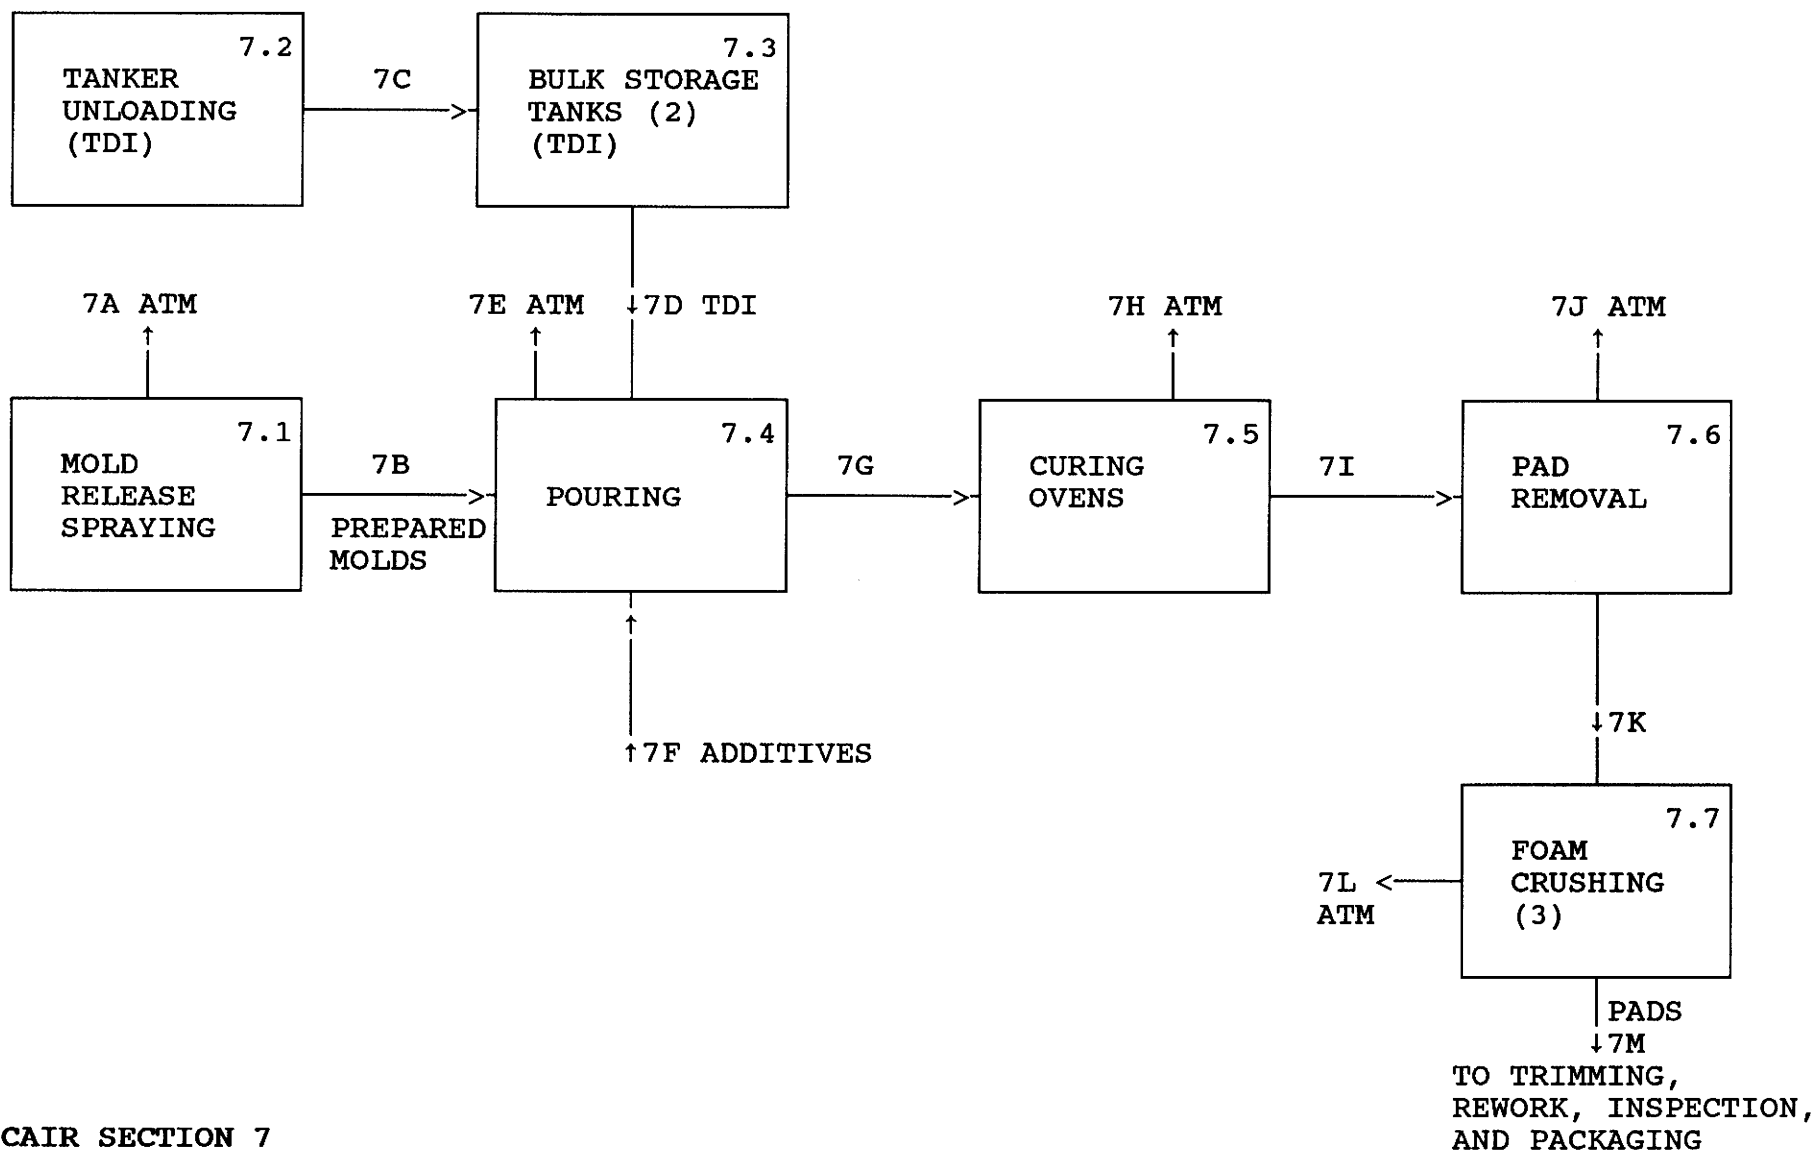 7.2
TANKER
UNLOADING
(TDI)
7C
7.3
BULK STORAGE
TANKS (2)
(TDI)
7A ATM
7E ATM
↓7D TDI
7H ATM
7J ATM
7.1
MOLD
RELEASE
SPRAYING
7B
PREPARED
MOLDS
7.4
POURING
7G
7.5
CURING
OVENS
7I
7.6
PAD
REMOVAL
↑7F ADDITIVES
↓7K
7.7
FOAM
CRUSHING
(3)
7L
ATM
PADS
↓7M
TO TRIMMING,
REWORK, INSPECTION,
AND PACKAGING
CAIR SECTION 7